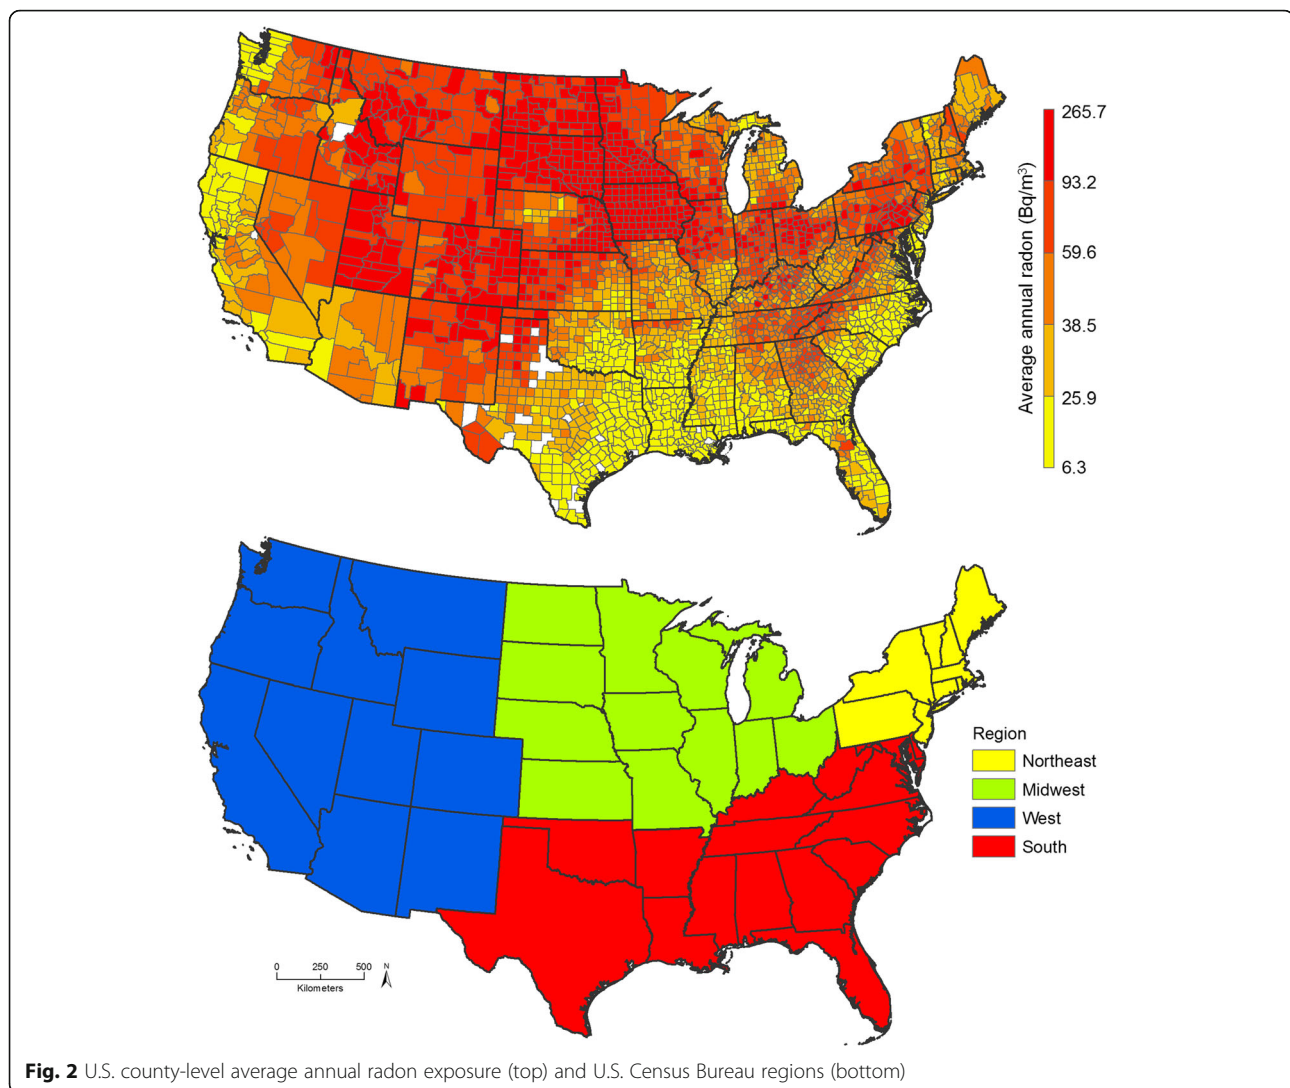 265.7
93.2
59.6
38.5
25.9
6.3
Average annual radon (Bq/m³)
Region
Northeast
Midwest
West
South
0 250 500 N
Kilometers
Fig. 2 U.S. county-level average annual radon exposure (top) and U.S. Census Bureau regions (bottom)